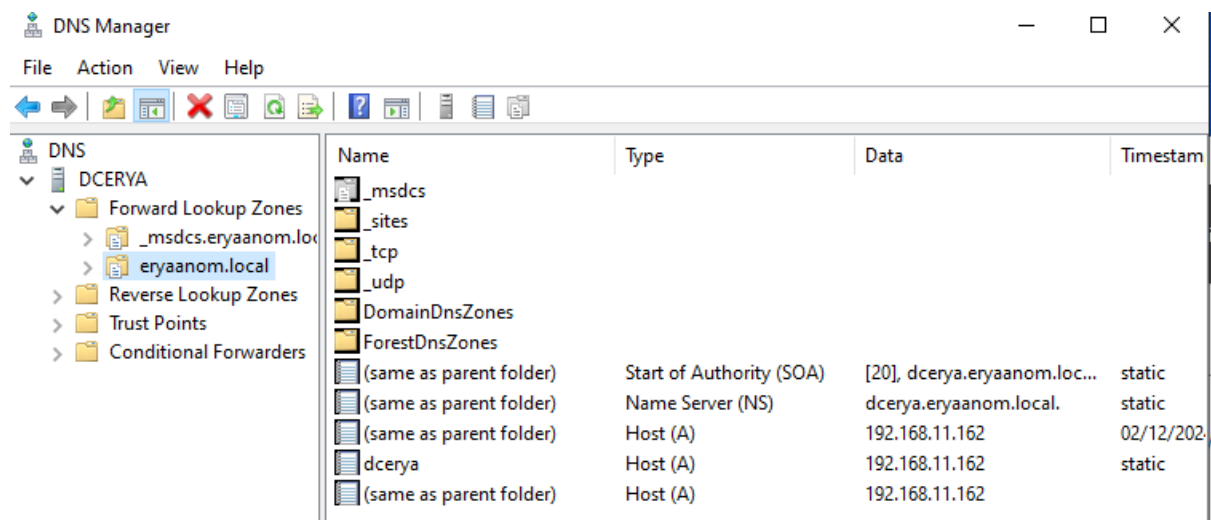 DNS Manager
File Action View Help
DNS
DCERYA
Forward Lookup Zones
_msdcs.eryaanom.loc
eryaanom.local
Reverse Lookup Zones
Trust Points
Conditional Forwarders
Name Type Data Timestam
_msdcs
_sites
_tcp
_udp
DomainDnsZones
ForestDnsZones
(same as parent folder) Start of Authority (SOA) [20], dcerya.eryaanom.loc... static
(same as parent folder) Name Server (NS) dcerya.eryaanom.local. static
(same as parent folder) Host (A) 192.168.11.162 02/12/202
dcerya Host (A) 192.168.11.162 static
(same as parent folder) Host (A) 192.168.11.162